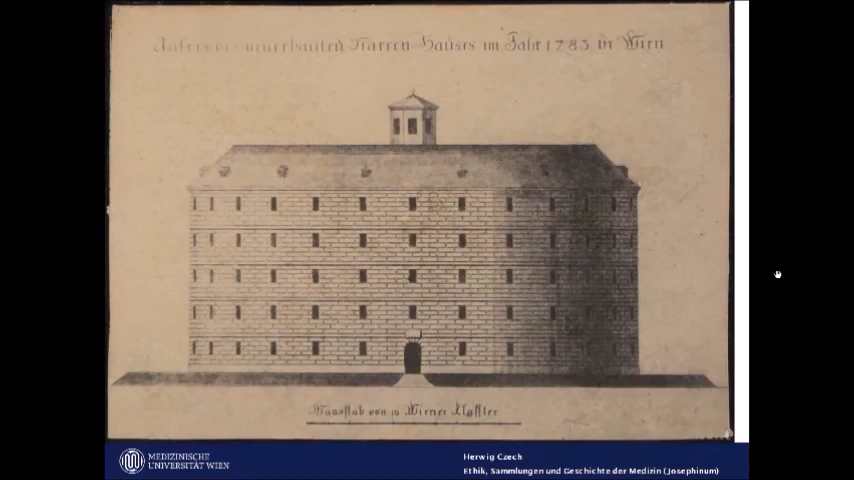 Narren Hauses im Jahr 1783 in Wien
Maasstab von 10 Wiener Klaffter
MEDIZINISCHE
UNIVERSITÄT WIEN
Herwig Czech
Ethik, Sammlungen und Geschichte der Medizin (Josephinum)